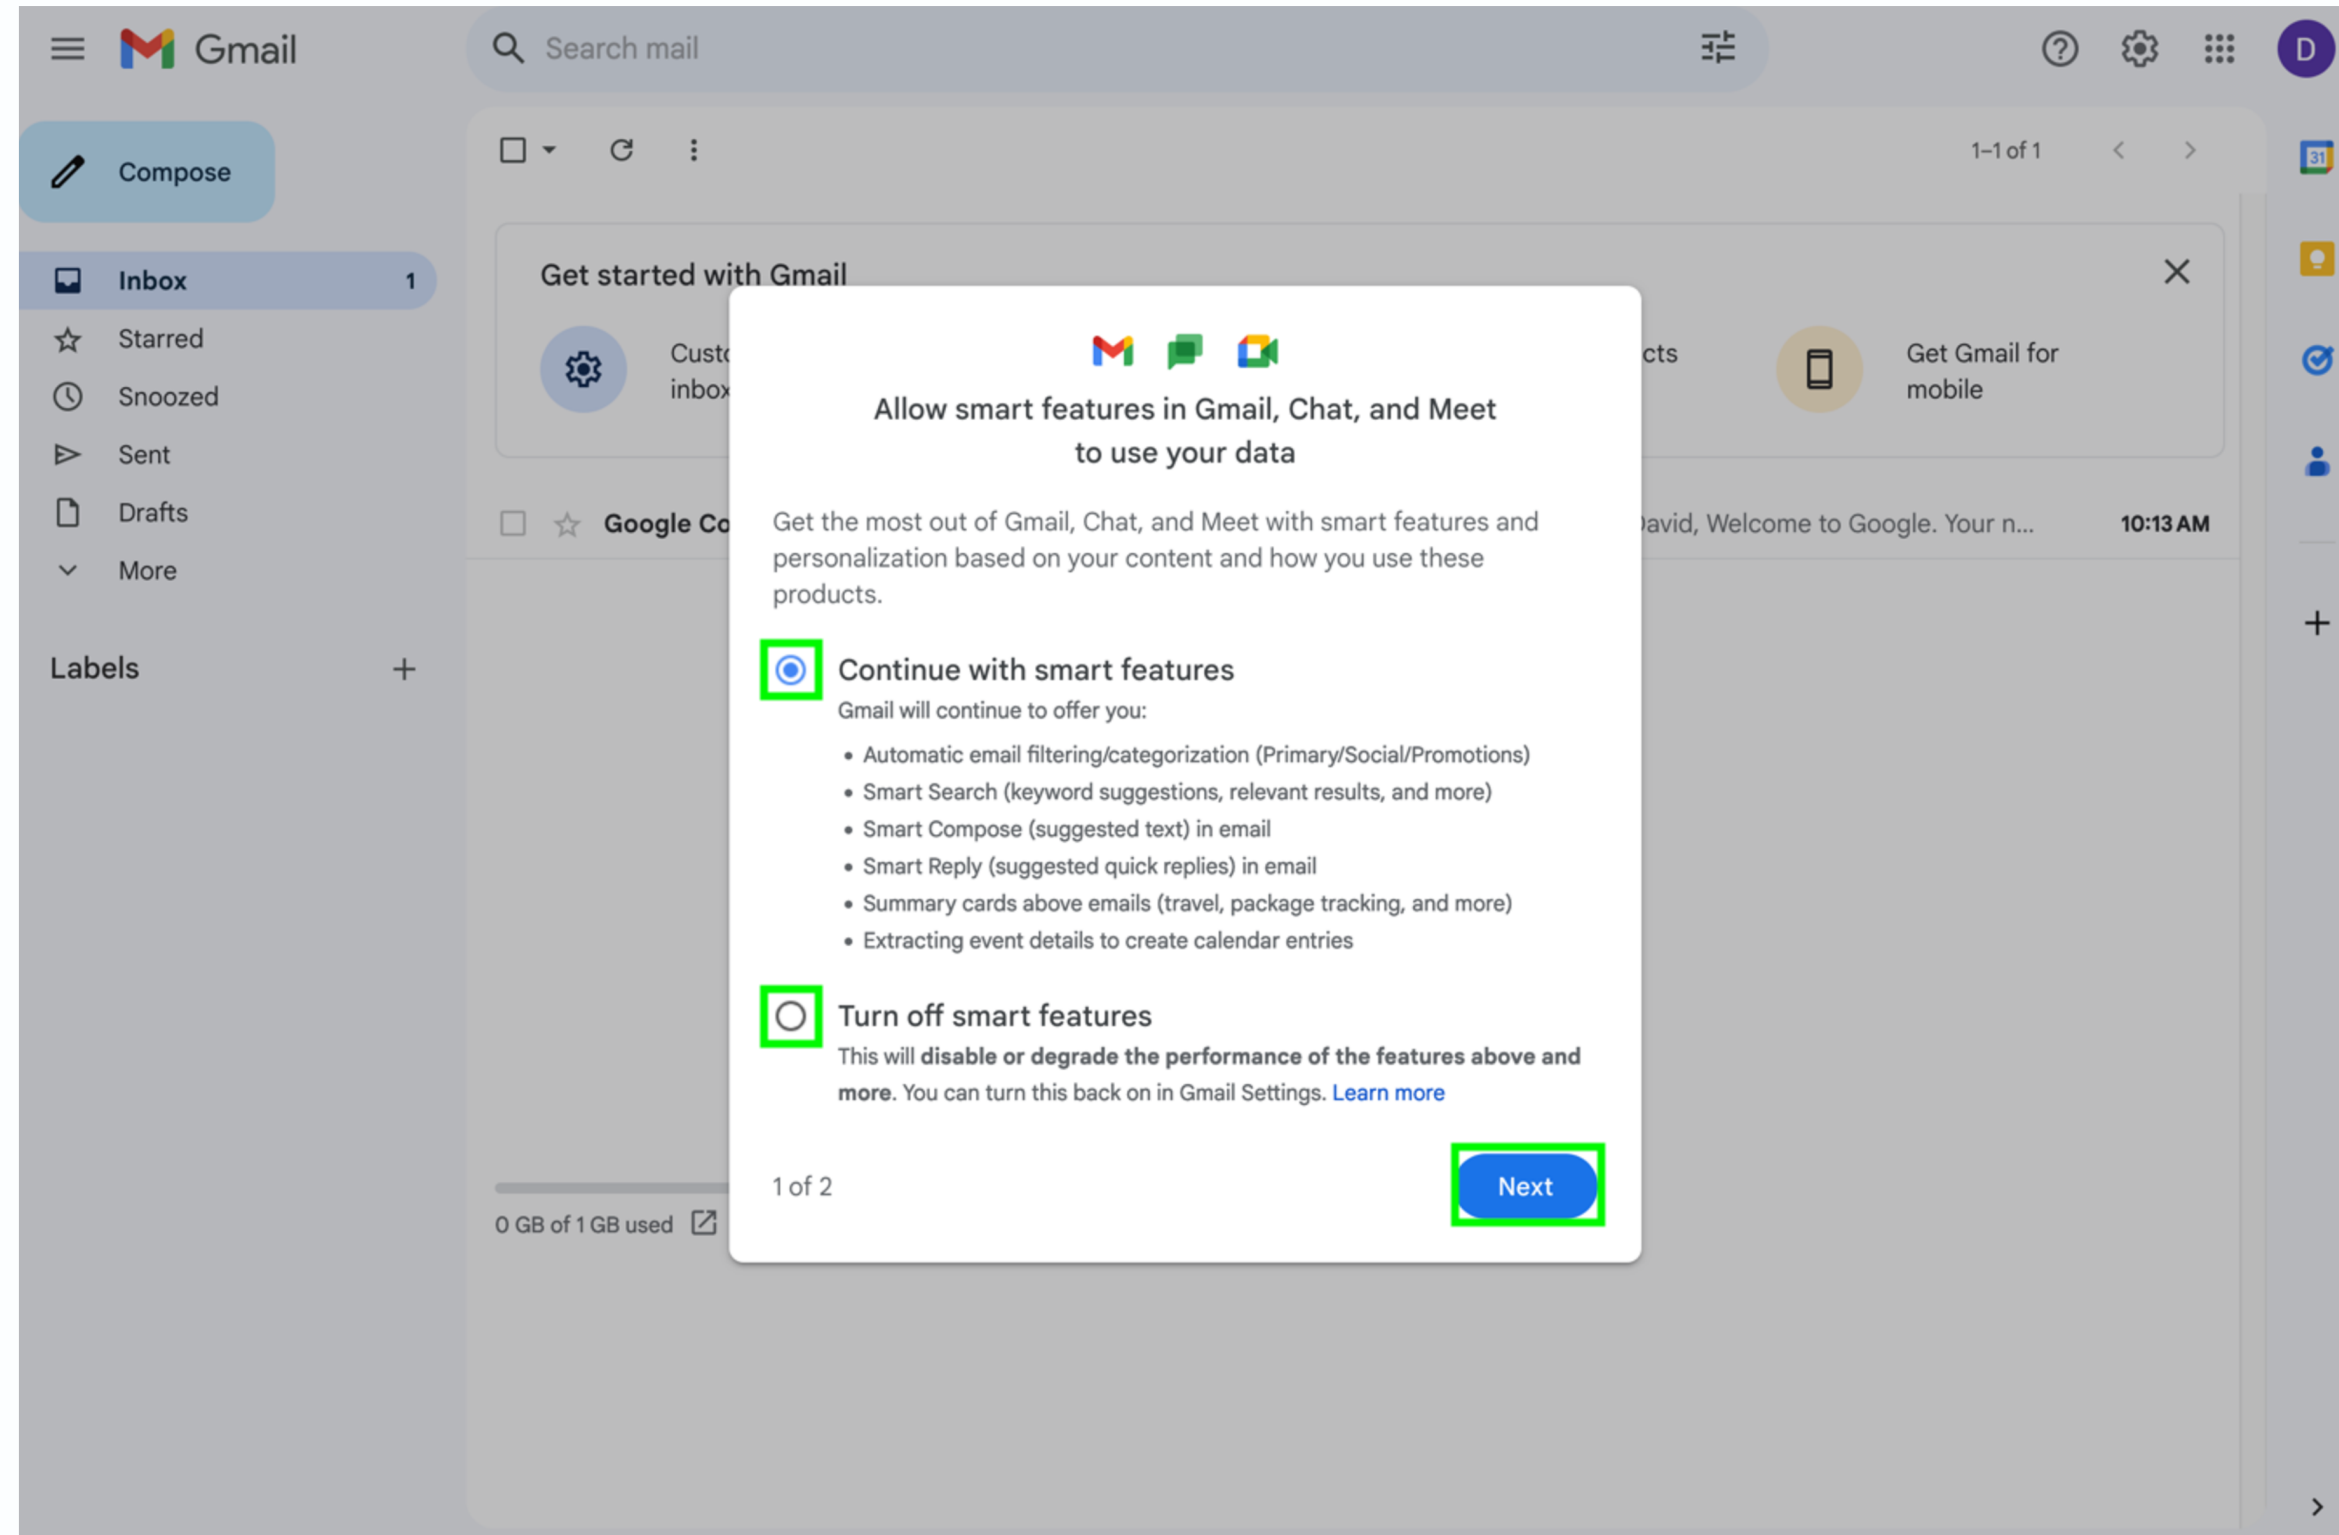 Gmail
Search mail
D
Compose
1–1 of 1
31
Inbox 1
Starred
Snoozed
Sent
Drafts
More
Labels
Get started with Gmail
inbox
Get Gmail for
mobile
Google
Welcome to Google. Your n...
10:13 AM
0 GB of 1 GB used
Allow smart features in Gmail, Chat, and Meet
to use your data
Get the most out of Gmail, Chat, and Meet with smart features and
personalization based on your content and how you use these
products.
Continue with smart features
Gmail will continue to offer you:
• Automatic email filtering/categorization (Primary/Social/Promotions)
• Smart Search (keyword suggestions, relevant results, and more)
• Smart Compose (suggested text) in email
• Smart Reply (suggested quick replies) in email
• Summary cards above emails (travel, package tracking, and more)
• Extracting event details to create calendar entries
Turn off smart features
This will disable or degrade the performance of the features above and
more. You can turn this back on in Gmail Settings. Learn more
1 of 2
Next